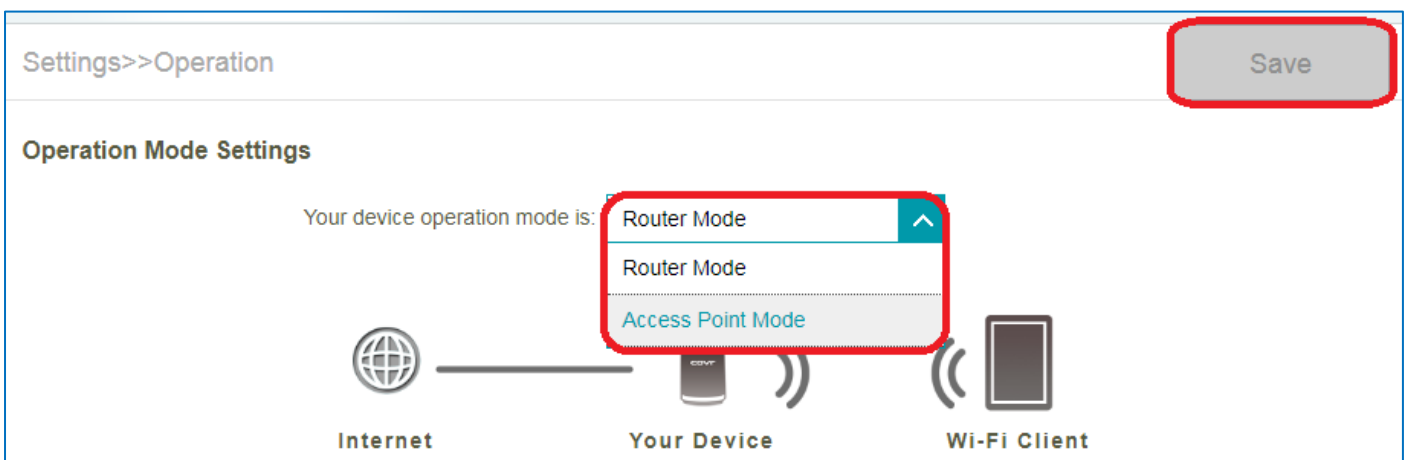 Settings>>Operation
Save
Operation Mode Settings
Your device operation mode is: Router Mode
Router Mode
Access Point Mode
covr
Internet Your Device Wi-Fi Client